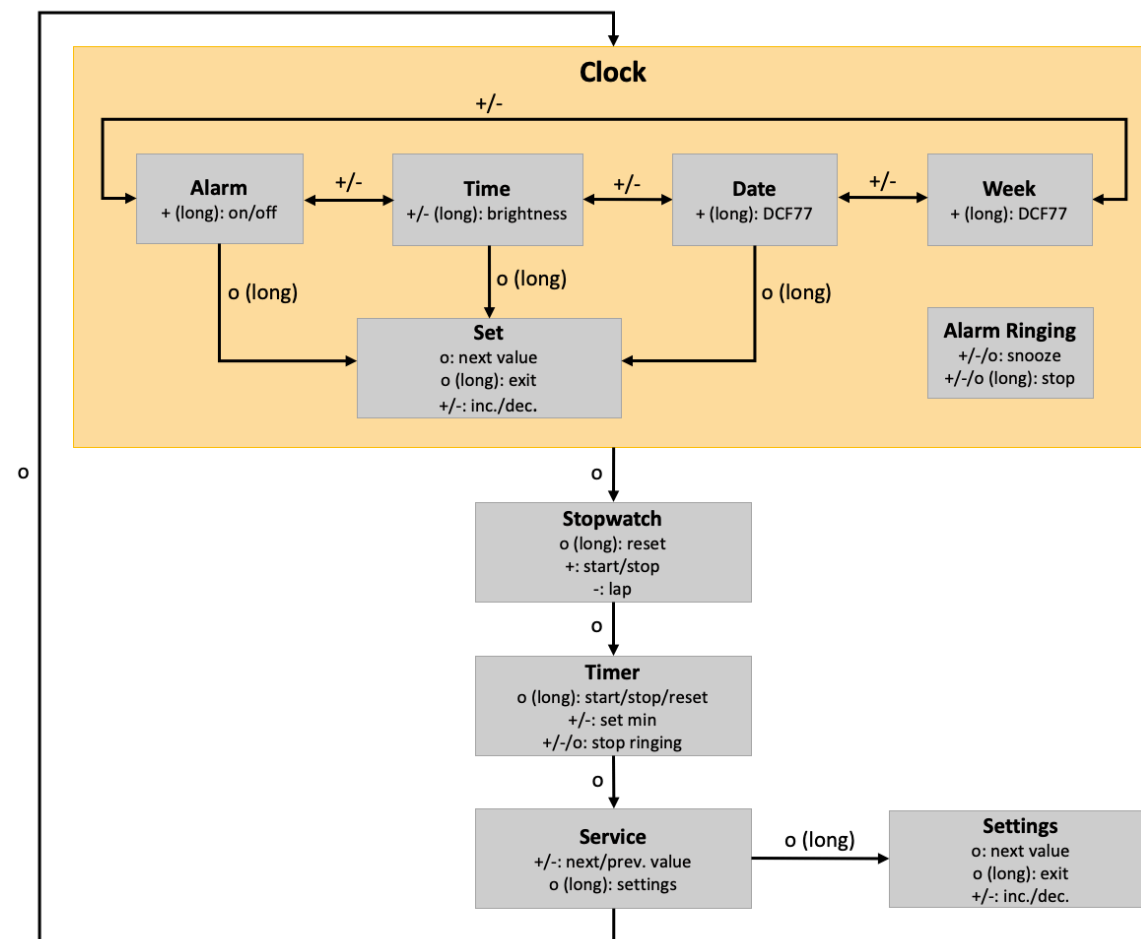 Clock
+/-
Alarm
+ (long): on/off
+/-
Time
+/- (long): brightness
+/-
Date
+ (long): DCF77
+/-
Week
+ (long): DCF77
o (long)
o (long)
o (long)
Set
o: next value
o (long): exit
+/-: inc./dec.
Alarm Ringing
+/-/o: snooze
+/-/o (long): stop
o
o
Stopwatch
o (long): reset
+: start/stop
-: lap
o
Timer
o (long): start/stop/reset
+/-: set min
+/-/o: stop ringing
o
Service
+/-: next/prev. value
o (long): settings
o (long)
Settings
o: next value
o (long): exit
+/-: inc./dec.